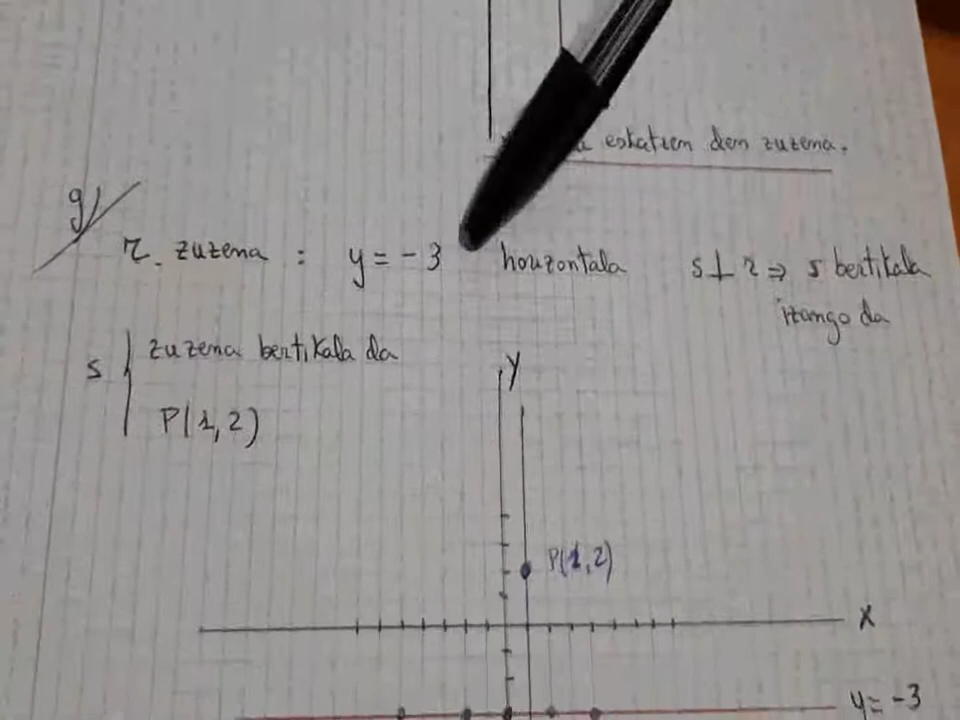 eskatzen den zuzena.
g)
r. zuzena : y = -3 horizontala s ⊥ r ⇒ s bertikala
izango da
s zuzena bertikala da
P(1,2)
Y
P(1,2)
X
y = -3